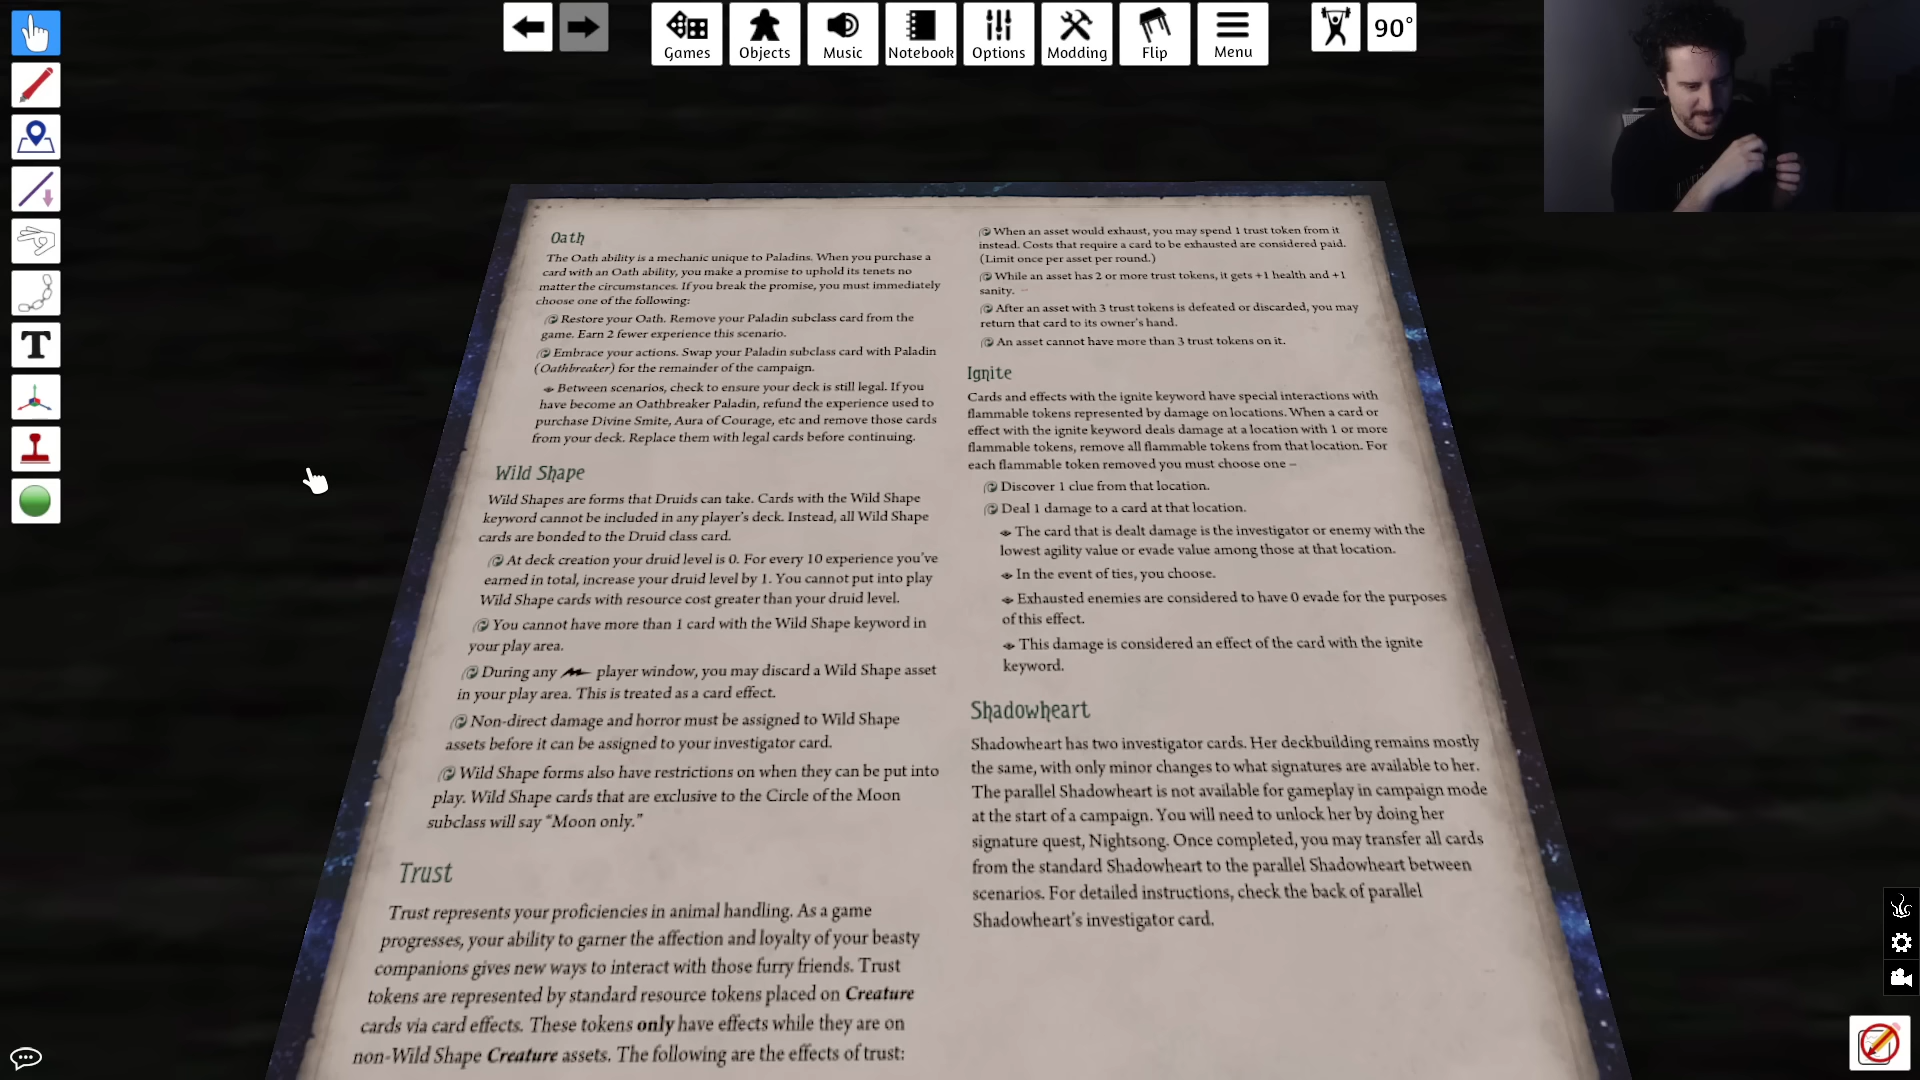 Games
Objects
Music
Notebook
Options
Modding
Flip
Menu
90°
T
Oath
The Oath ability is a mechanic unique to Paladins. When you purchase a
card with an Oath ability, you make a promise to uphold its tenets no
matter the circumstances. If you break the promise, you must immediately
choose one of the following:
Restore your Oath. Remove your Paladin subclass card from the
game. Earn 2 fewer experience this scenario.
Embrace your actions. Swap your Paladin subclass card with Paladin
(Oathbreaker) for the remainder of the campaign.
Between scenarios, check to ensure your deck is still legal. If you
have become an Oathbreaker Paladin, refund the experience used to
purchase Divine Smite, Aura of Courage, etc and remove those cards
from your deck. Replace them with legal cards before continuing.
Wild Shape
Wild Shapes are forms that Druids can take. Cards with the Wild Shape
keyword cannot be included in any player's deck. Instead, all Wild Shape
cards are bonded to the Druid class card.
At deck creation your druid level is 0. For every 10 experience you've
earned in total, increase your druid level by 1. You cannot put into play
Wild Shape cards with resource cost greater than your druid level.
You cannot have more than 1 card with the Wild Shape keyword in
your play area.
During any player window, you may discard a Wild Shape asset
in your play area. This is treated as a card effect.
Non-direct damage and horror must be assigned to Wild Shape
assets before it can be assigned to your investigator card.
Wild Shape forms also have restrictions on when they can be put into
play. Wild Shape cards that are exclusive to the Circle of the Moon
subclass will say "Moon only."
Trust
Trust represents your proficiencies in animal handling. As a game
progresses, your ability to garner the affection and loyalty of your beasty
companions gives new ways to interact with those furry friends. Trust
tokens are represented by standard resource tokens placed on Creature
cards via card effects. These tokens only have effects while they are on
non-Wild Shape Creature assets. The following are the effects of trust:
When an asset would exhaust, you may spend 1 trust token from it
instead. Costs that require a card to be exhausted are considered paid.
(Limit once per asset per round.)
While an asset has 2 or more trust tokens, it gets +1 health and +1
sanity.
After an asset with 3 trust tokens is defeated or discarded, you may
return that card to its owner's hand.
An asset cannot have more than 3 trust tokens on it.
Ignite
Cards and effects with the ignite keyword have special interactions with
flammable tokens represented by damage on locations. When a card or
effect with the ignite keyword deals damage at a location with 1 or more
flammable tokens, remove all flammable tokens from that location. For
each flammable token removed you must choose one –
Discover 1 clue from that location.
Deal 1 damage to a card at that location.
The card that is dealt damage is the investigator or enemy with the
lowest agility value or evade value among those at that location.
In the event of ties, you choose.
Exhausted enemies are considered to have 0 evade for the purposes
of this effect.
This damage is considered an effect of the card with the ignite
keyword.
Shadowheart
Shadowheart has two investigator cards. Her deckbuilding remains mostly
the same, with only minor changes to what signatures are available to her.
The parallel Shadowheart is not available for gameplay in campaign mode
at the start of a campaign. You will need to unlock her by doing her
signature quest, Nightsong. Once completed, you may transfer all cards
from the standard Shadowheart to the parallel Shadowheart between
scenarios. For detailed instructions, check the back of parallel
Shadowheart's investigator card.